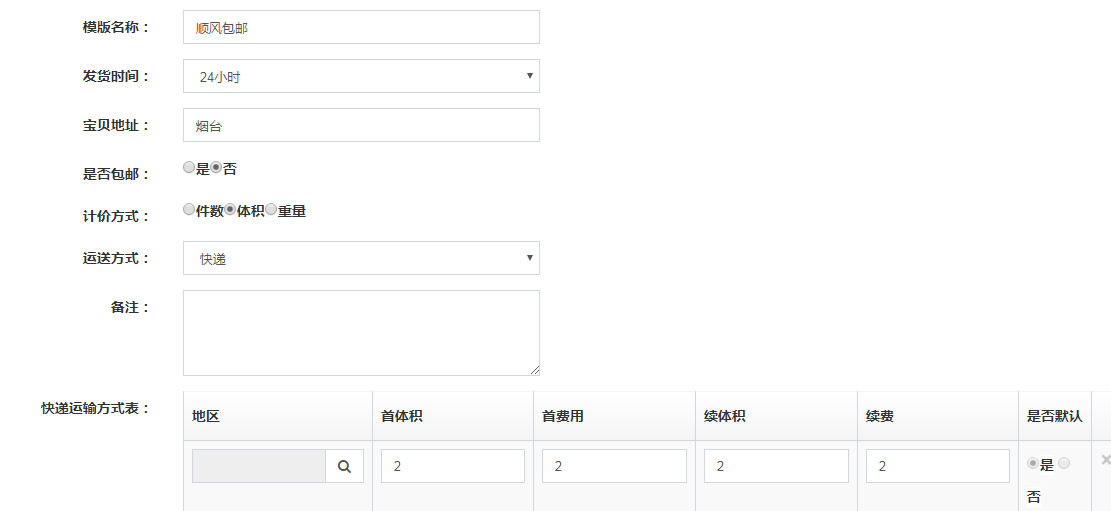 模版名称： 顺风包邮
发货时间： 24小时
宝贝地址： 烟台
是否包邮： 是 否
计价方式： 件数 体积 重量
运送方式： 快递
备注：
快递运输方式表： 地区 首体积 首费用 续体积 续费 是否默认
2 2 2 2 是
否